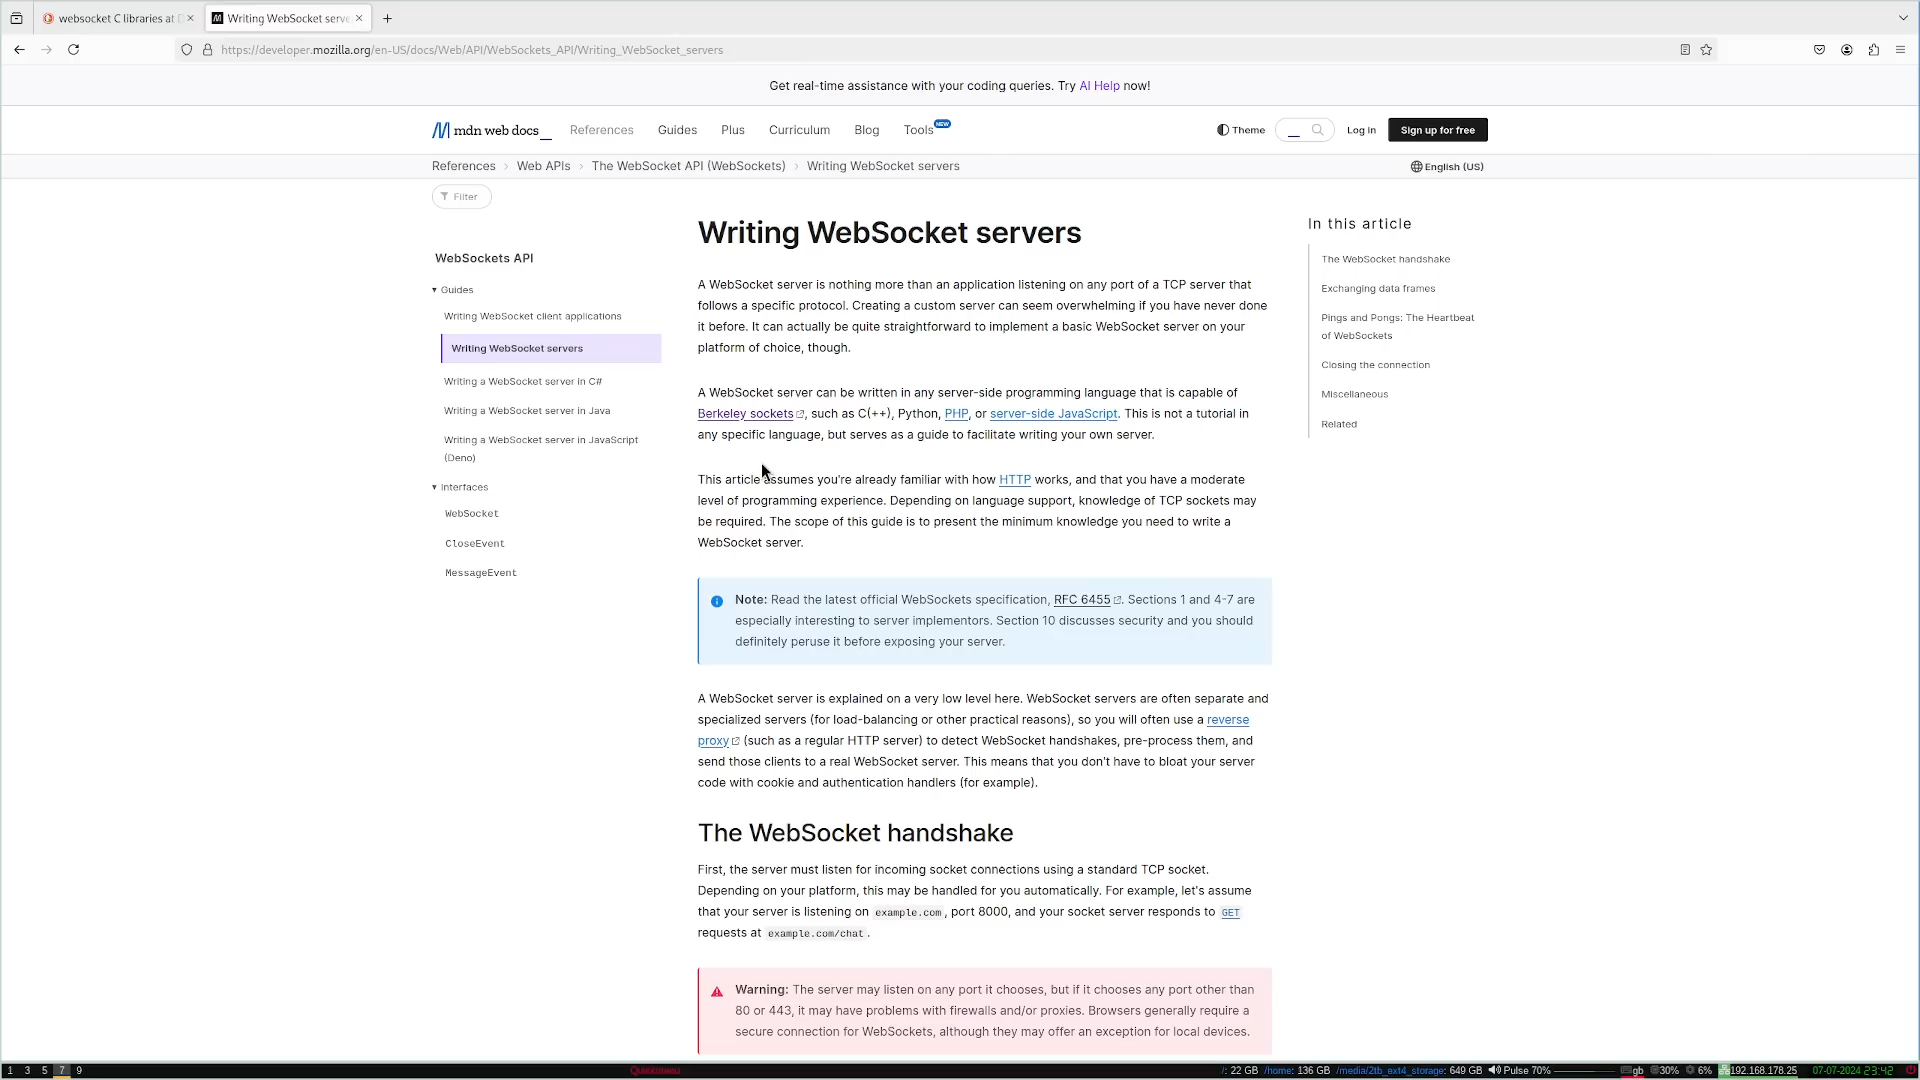 websocket C libraries at
Writing WebSocket serve
https://developer.mozilla.org/en-US/docs/Web/API/WebSockets_API/Writing_WebSocket_servers
Get real-time assistance with your coding queries. Try AI Help now!
mdn web docs_
References
Guides
Plus
Curriculum
Blog
Tools
NEW
Theme
Log in
Sign up for free
References
Web APIs
The WebSocket API (WebSockets)
Writing WebSocket servers
English (US)
Filter
WebSockets API
Guides
Writing WebSocket client applications
Writing WebSocket servers
Writing a WebSocket server in C#
Writing a WebSocket server in Java
Writing a WebSocket server in JavaScript
(Deno)
Interfaces
WebSocket
CloseEvent
MessageEvent
Writing WebSocket servers
A WebSocket server is nothing more than an application listening on any port of a TCP server that
follows a specific protocol. Creating a custom server can seem overwhelming if you have never done
it before. It can actually be quite straightforward to implement a basic WebSocket server on your
platform of choice, though.
A WebSocket server can be written in any server-side programming language that is capable of
Berkeley sockets, such as C(++), Python, PHP, or server-side JavaScript. This is not a tutorial in
any specific language, but serves as a guide to facilitate writing your own server.
This article assumes you're already familiar with how HTTP works, and that you have a moderate
level of programming experience. Depending on language support, knowledge of TCP sockets may
be required. The scope of this guide is to present the minimum knowledge you need to write a
WebSocket server.
Note: Read the latest official WebSockets specification, RFC 6455. Sections 1 and 4-7 are
especially interesting to server implementors. Section 10 discusses security and you should
definitely peruse it before exposing your server.
A WebSocket server is explained on a very low level here. WebSocket servers are often separate and
specialized servers (for load-balancing or other practical reasons), so you will often use a reverse
proxy (such as a regular HTTP server) to detect WebSocket handshakes, pre-process them, and
send those clients to a real WebSocket server. This means that you don't have to bloat your server
code with cookie and authentication handlers (for example).
The WebSocket handshake
First, the server must listen for incoming socket connections using a standard TCP socket.
Depending on your platform, this may be handled for you automatically. For example, let's assume
that your server is listening on example.com, port 8000, and your socket server responds to GET
requests at example.com/chat.
Warning: The server may listen on any port it chooses, but if it chooses any port other than
80 or 443, it may have problems with firewalls and/or proxies. Browsers generally require a
secure connection for WebSockets, although they may offer an exception for local devices.
In this article
The WebSocket handshake
Exchanging data frames
Pings and Pongs: The Heartbeat
of WebSockets
Closing the connection
Miscellaneous
Related
1 3 5 7 9
/: 22 GB /home: 136 GB /media/2tb_ext4_storage: 649 GB Pulse 70% gb 30% 6% 192.168.178.25 07-07-2024 23:42